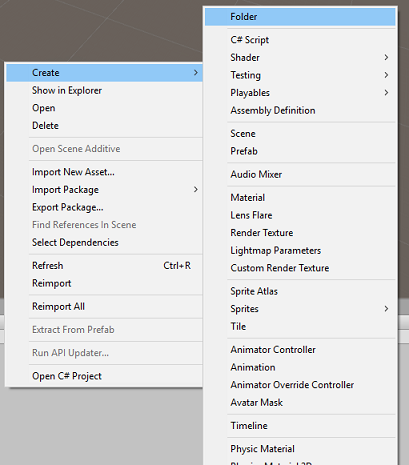 Create
Show in Explorer
Open
Delete
Open Scene Additive
Import New Asset...
Import Package
Export Package...
Find References In Scene
Select Dependencies
Refresh Ctrl+R
Reimport
Reimport All
Extract From Prefab
Run API Updater...
Open C# Project
Folder
C# Script
Shader
Testing
Playables
Assembly Definition
Scene
Prefab
Audio Mixer
Material
Lens Flare
Render Texture
Lightmap Parameters
Custom Render Texture
Sprite Atlas
Sprites
Tile
Animator Controller
Animation
Animator Override Controller
Avatar Mask
Timeline
Physic Material